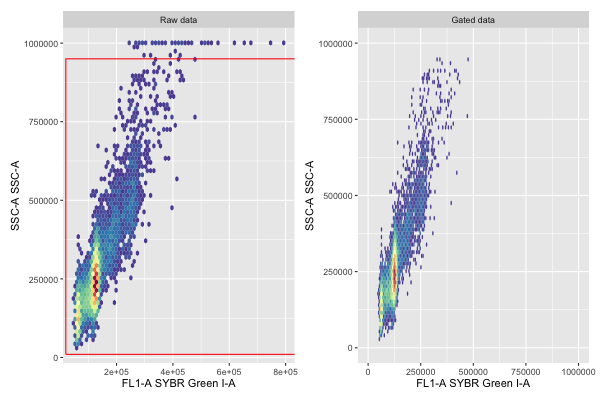 Raw data
1000000
750000
500000
250000
0
SSC-A SSC-A
2e+05
4e+05
6e+05
8e+05
FL1-A SYBR Green I-A
Gated data
1000000
750000
500000
250000
0
SSC-A SSC-A
0
250000
500000
750000
1000000
FL1-A SYBR Green I-A